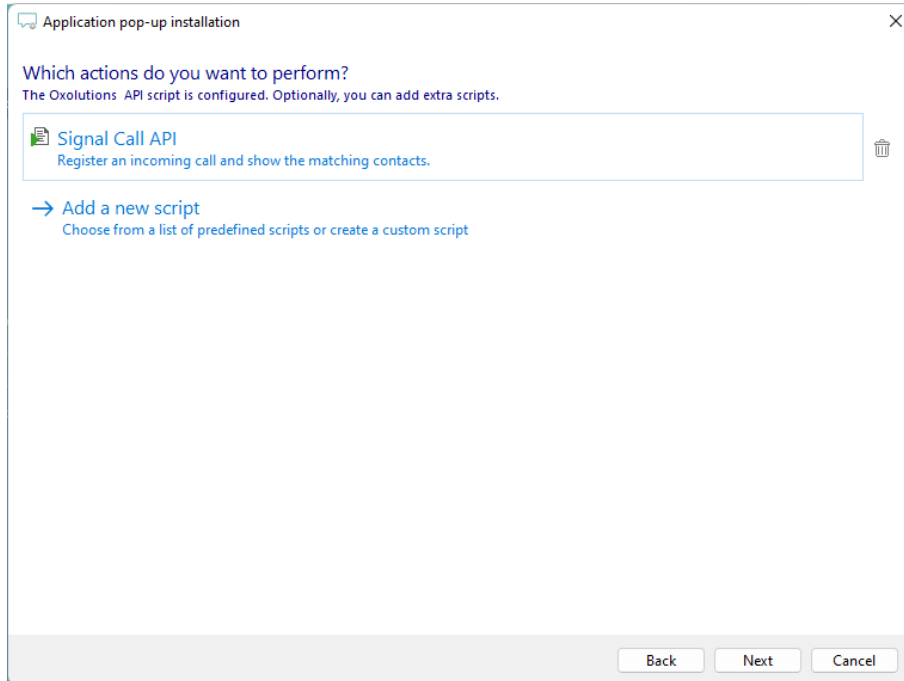 Application pop-up installation
Which actions do you want to perform?
The Oxolutions  API script is configured. Optionally, you can add extra scripts.
Signal Call API
Register an incoming call and show the matching contacts.
Add a new script
Choose from a list of predefined scripts or create a custom script
Back
Next
Cancel